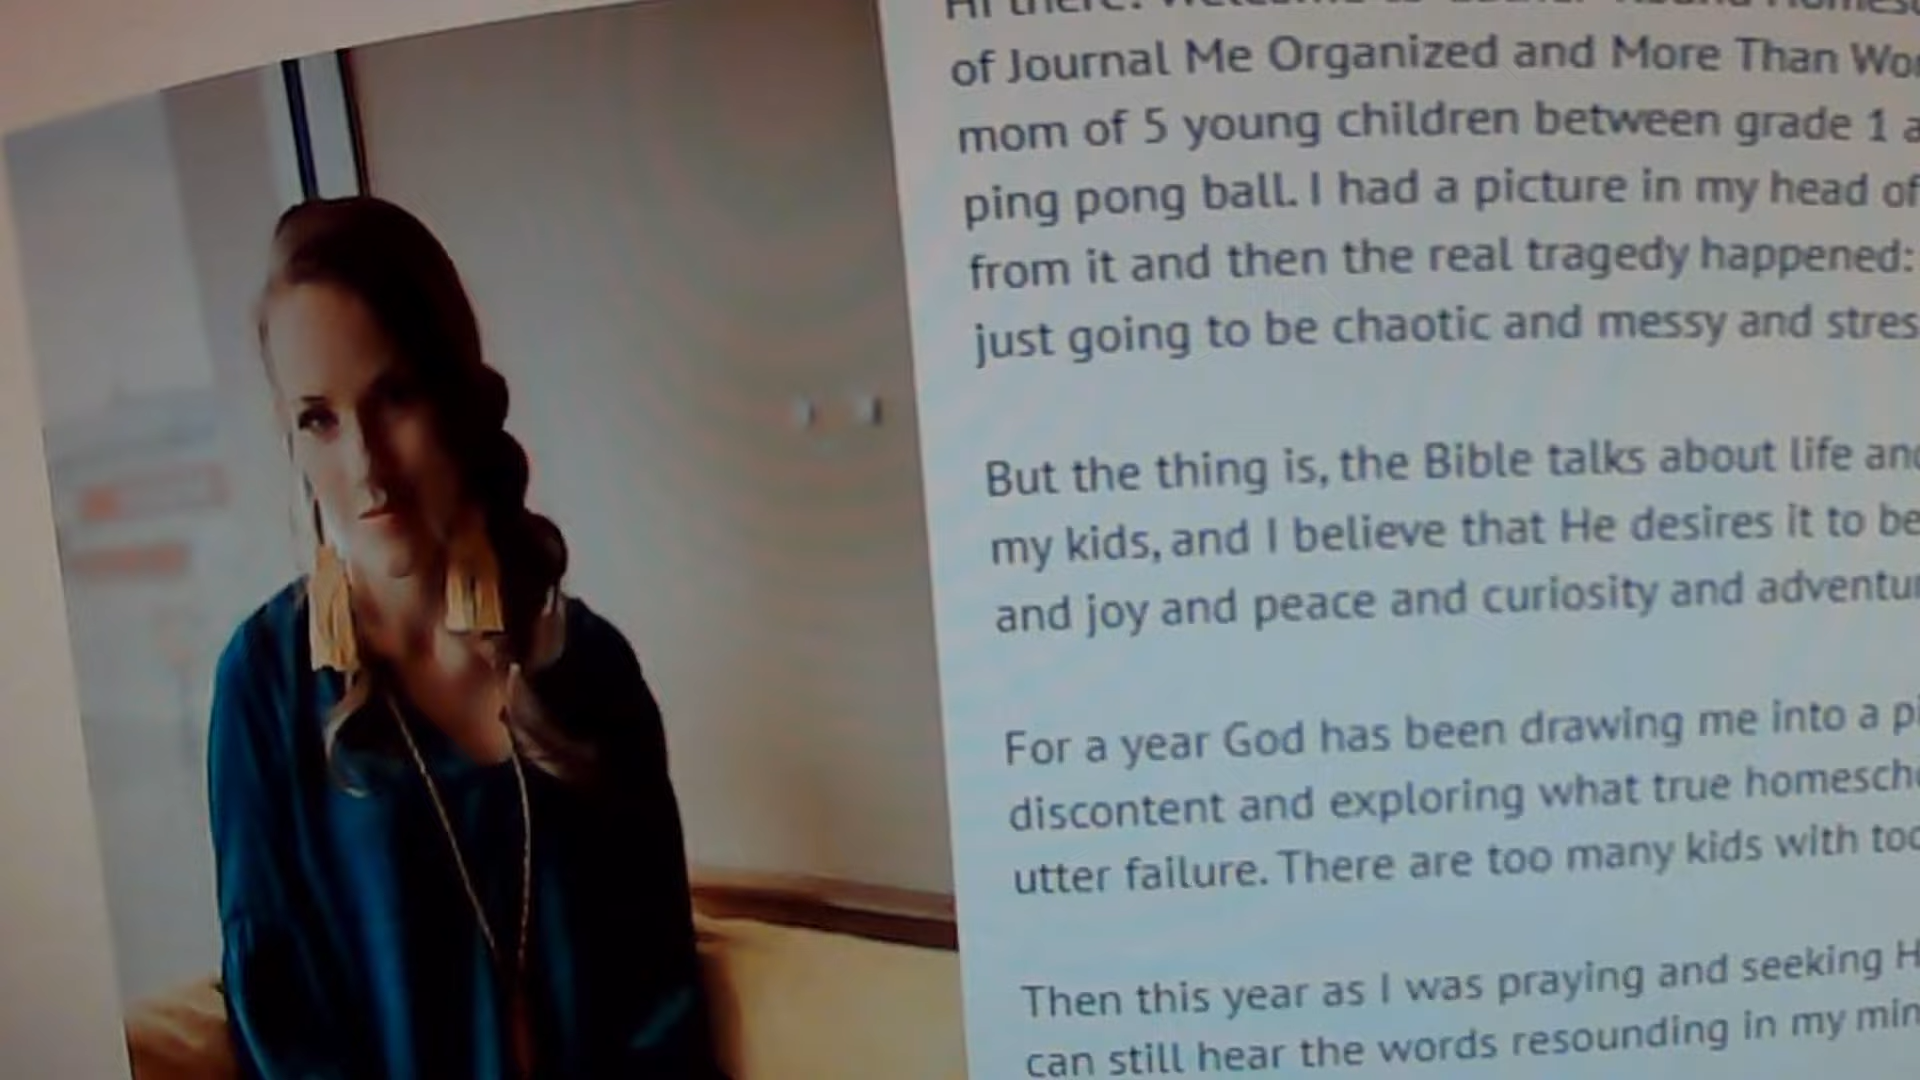 Hi there! Welcome to
of Journal Me Organized and More Than
mom of 5 young children between grade 1
ping pong ball. I had a picture in my head of
from it and then the real tragedy happened:
just going to be chaotic and messy and
But the thing is, the Bible talks about life
my kids, and I believe that He desires it to be
and joy and peace and curiosity and
For a year God has been drawing me into a
discontent and exploring what true
utter failure. There are too many kids with
Then this year as I was praying and seeking
can still hear the words resounding in my